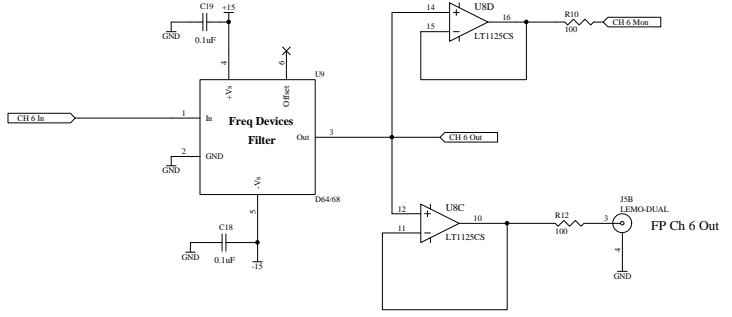 C19
+15
GND
0.1uF
4
6
U9
+Vs
Offset
CH 6 In
1
In
Freq Devices
Filter
Out
3
2
GND
GND
-Vs
D64/68
5
C18
GND
0.1uF
-15
14
15
16
U8D
LT1125CS
R10
100
CH 6 Mon
CH 6 Out
12
11
10
U8C
LT1125CS
R12
100
J5B
LEMO-DUAL
3
FP Ch 6 Out
4
GND